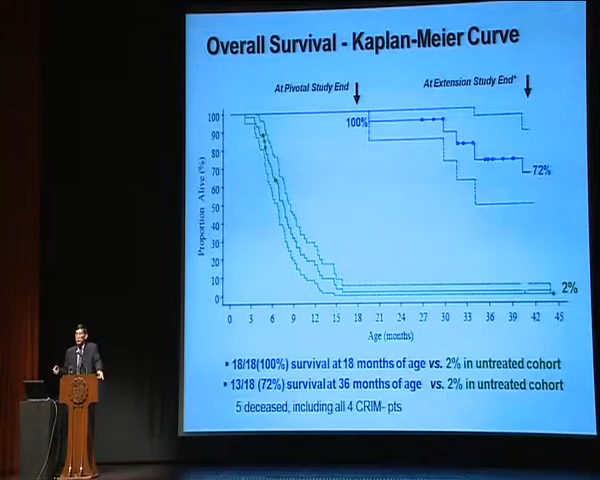 Overall Survival - Kaplan-Meier Curve
At Pivotal Study End
At Extension Study End*
100
90
80
70
60
50
40
30
20
10
0
Proportion Alive (%)
100%
72%
2%
0 3 6 9 12 15 18 21 24 27 30 33 36 39 42 45
Age (months)
▪ 18/18(100%) survival at 18 months of age vs. 2% in untreated cohort
▪ 13/18 (72%) survival at 36 months of age vs. 2% in untreated cohort
5 deceased, including all 4 CRIM- pts